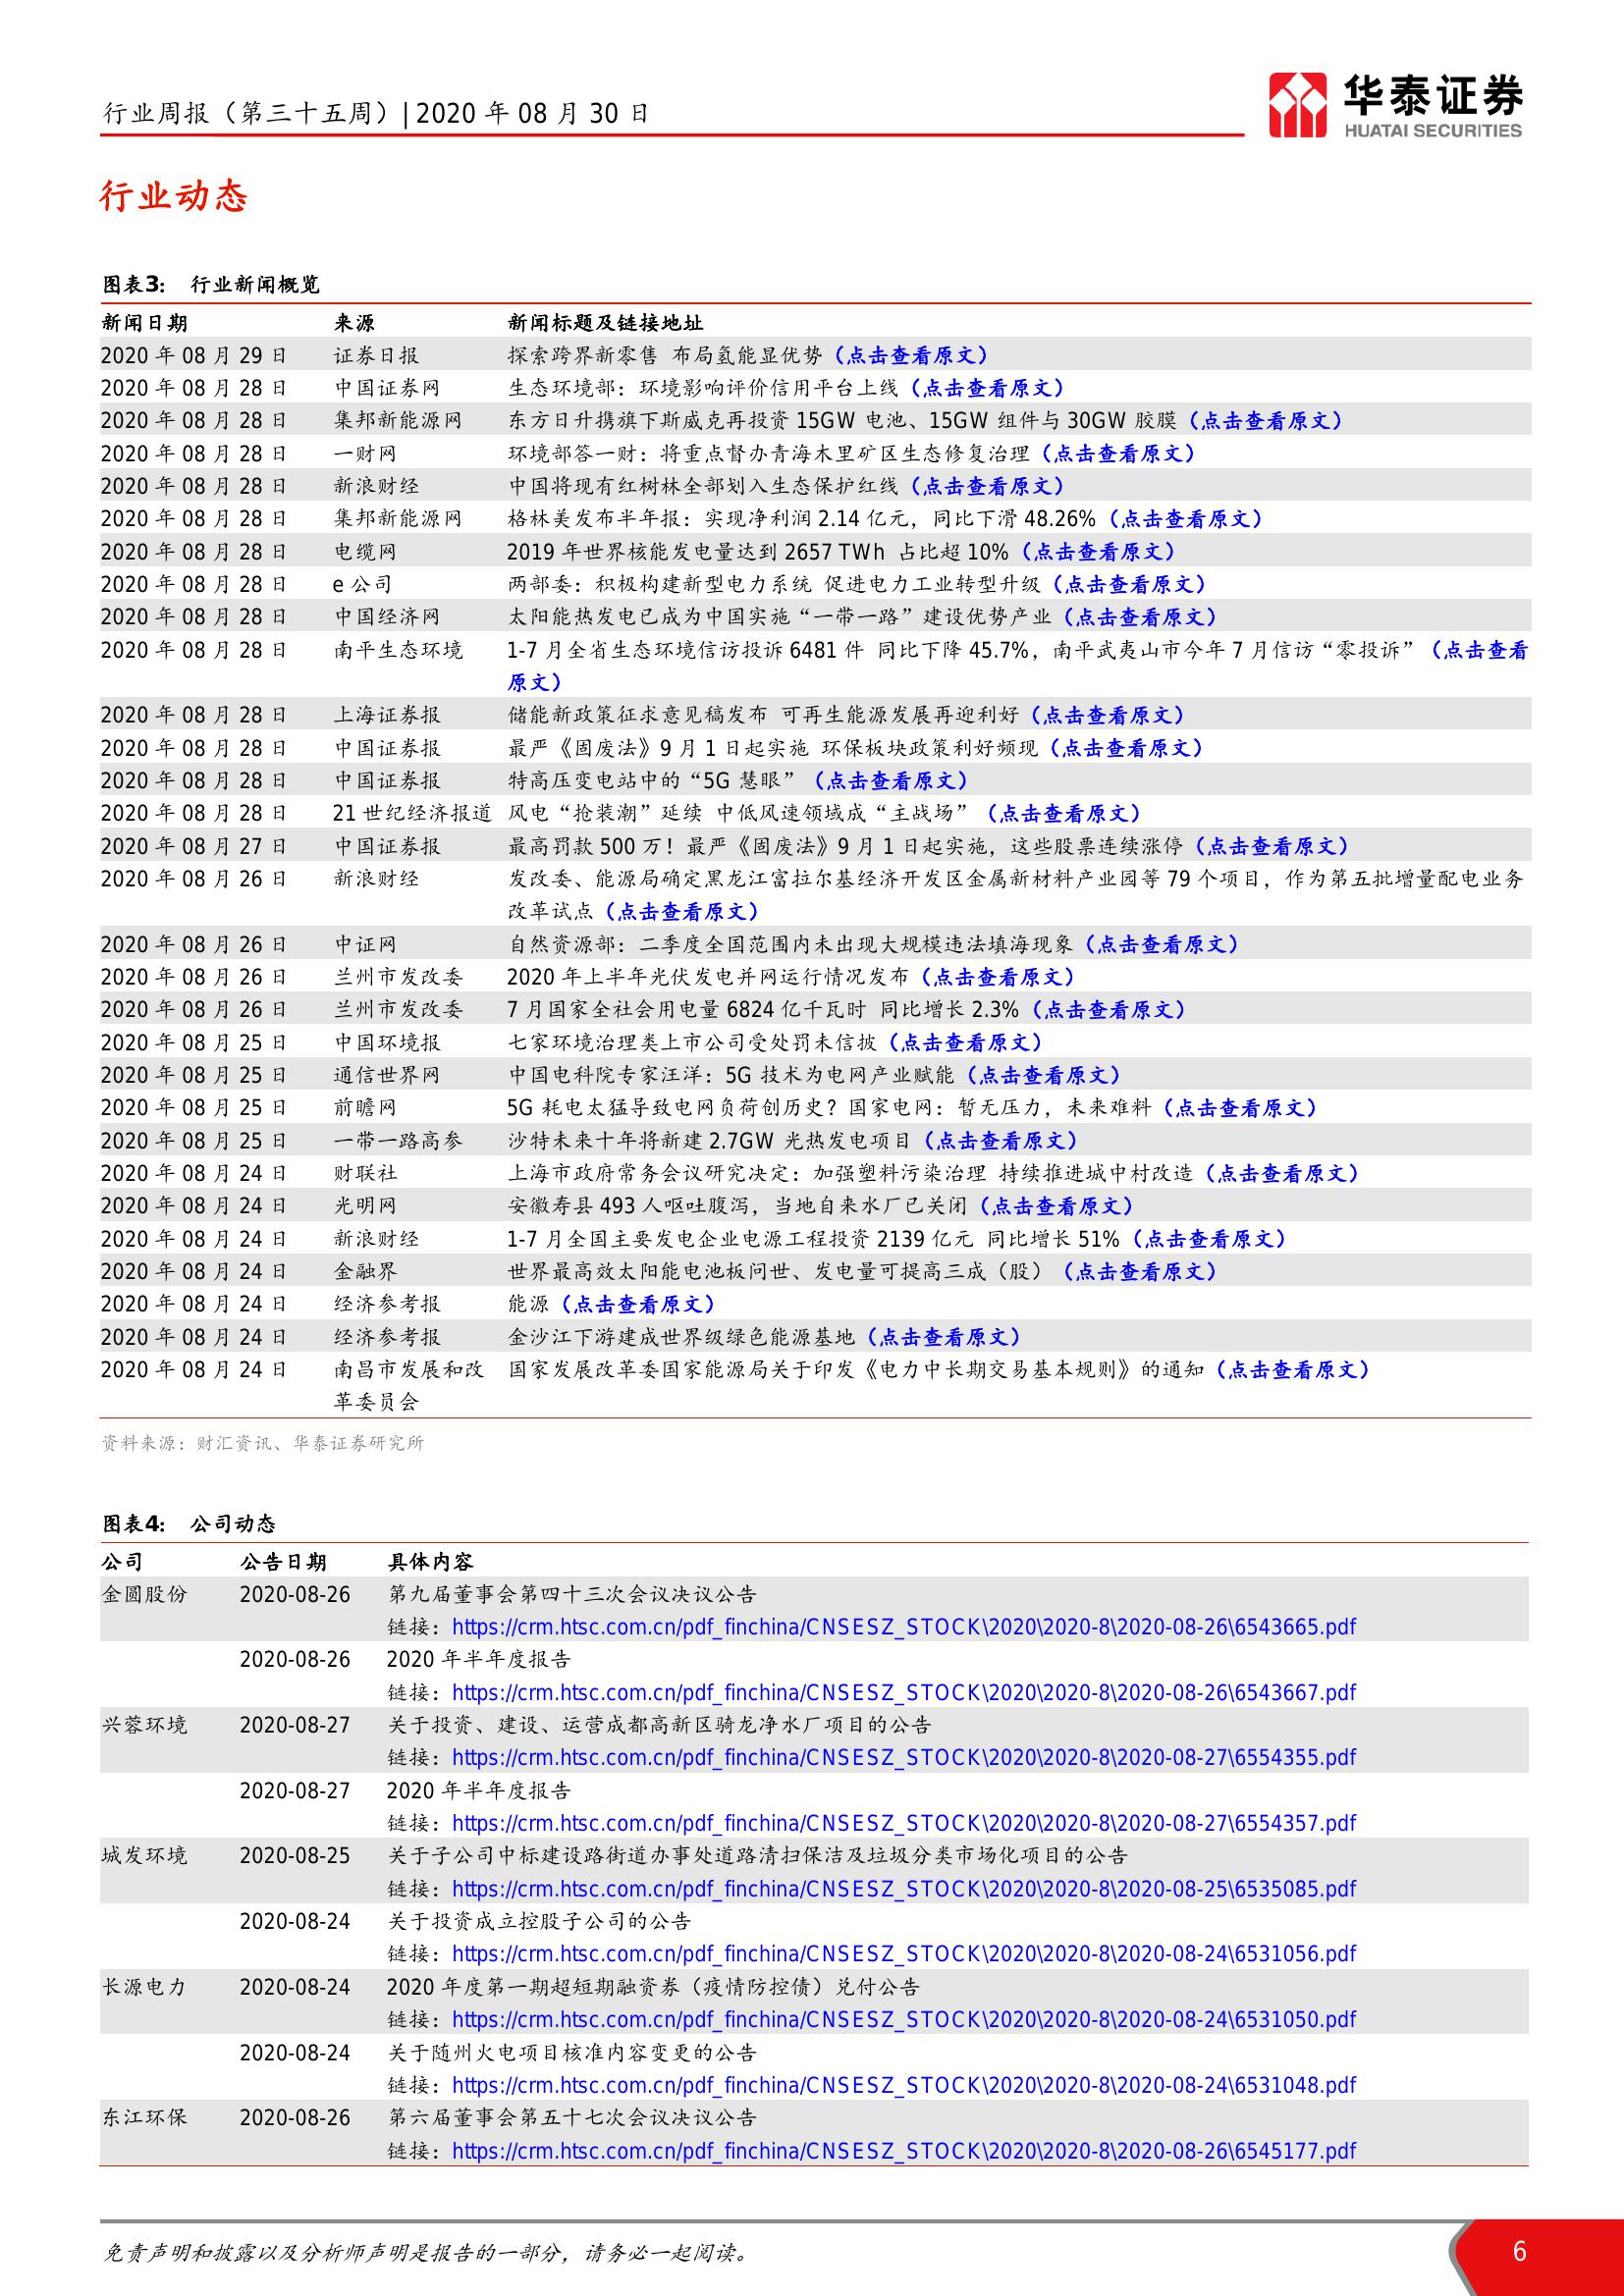 行业周报（第三十五周）| 2020 年 08 月 30 日
华泰证券
HUATAI SECURITIES
行业动态
图表3： 行业新闻概览
新闻日期 来源 新闻标题及链接地址
2020 年 08 月 29 日 证券日报 探索跨界新零售 布局氢能显优势（点击查看原文）
2020 年 08 月 28 日 中国证券网 生态环境部：环境影响评价信用平台上线（点击查看原文）
2020 年 08 月 28 日 集邦新能源网 东方日升携旗下斯威克再投资 15GW 电池、15GW 组件与 30GW 胶膜（点击查看原文）
2020 年 08 月 28 日 一财网 环境部答一财：将重点督办青海木里矿区生态修复治理（点击查看原文）
2020 年 08 月 28 日 新浪财经 中国将现有红树林全部划入生态保护红线（点击查看原文）
2020 年 08 月 28 日 集邦新能源网 格林美发布半年报：实现净利润 2.14 亿元，同比下滑 48.26%（点击查看原文）
2020 年 08 月 28 日 电缆网 2019 年世界核能发电量达到 2657 TWh 占比超 10%（点击查看原文）
2020 年 08 月 28 日 e 公司 两部委：积极构建新型电力系统 促进电力工业转型升级（点击查看原文）
2020 年 08 月 28 日 中国经济网 太阳能热发电已成为中国实施“一带一路”建设优势产业（点击查看原文）
2020 年 08 月 28 日 南平生态环境 1-7 月全省生态环境信访投诉 6481 件 同比下降 45.7%，南平武夷山市今年 7 月信访“零投诉”（点击查看
原文）
2020 年 08 月 28 日 上海证券报 储能新政策征求意见稿发布 可再生能源发展再迎利好（点击查看原文）
2020 年 08 月 28 日 中国证券报 最严《固废法》9 月 1 日起实施 环保板块政策利好频现（点击查看原文）
2020 年 08 月 28 日 中国证券报 特高压变电站中的“5G 慧眼”（点击查看原文）
2020 年 08 月 28 日 21 世纪经济报道 风电“抢装潮”延续 中低风速领域成“主战场”（点击查看原文）
2020 年 08 月 27 日 中国证券报 最高罚款 500 万！最严《固废法》9 月 1 日起实施，这些股票连续涨停（点击查看原文）
2020 年 08 月 26 日 新浪财经 发改委、能源局确定黑龙江富拉尔基经济开发区金属新材料产业园等 79 个项目，作为第五批增量配电业务
改革试点（点击查看原文）
2020 年 08 月 26 日 中证网 自然资源部：二季度全国范围内未出现大规模违法填海现象（点击查看原文）
2020 年 08 月 26 日 兰州市发改委 2020 年上半年光伏发电并网运行情况发布（点击查看原文）
2020 年 08 月 26 日 兰州市发改委 7 月国家全社会用电量 6824 亿千瓦时 同比增长 2.3%（点击查看原文）
2020 年 08 月 25 日 中国环境报 七家环境治理类上市公司受处罚未信披（点击查看原文）
2020 年 08 月 25 日 通信世界网 中国电科院专家汪洋：5G 技术为电网产业赋能（点击查看原文）
2020 年 08 月 25 日 前瞻网 5G 耗电太猛导致电网负荷创历史？国家电网：暂无压力，未来难料（点击查看原文）
2020 年 08 月 25 日 一带一路高参 沙特未来十年将新建 2.7GW 光热发电项目（点击查看原文）
2020 年 08 月 24 日 财联社 上海市政府常务会议研究决定：加强塑料污染治理 持续推进城中村改造（点击查看原文）
2020 年 08 月 24 日 光明网 安徽寿县 493 人呕吐腹泻，当地自来水厂已关闭（点击查看原文）
2020 年 08 月 24 日 新浪财经 1-7 月全国主要发电企业电源工程投资 2139 亿元 同比增长 51%（点击查看原文）
2020 年 08 月 24 日 金融界 世界最高效太阳能电池板问世、发电量可提高三成（股）（点击查看原文）
2020 年 08 月 24 日 经济参考报 能源（点击查看原文）
2020 年 08 月 24 日 经济参考报 金沙江下游建成世界级绿色能源基地（点击查看原文）
2020 年 08 月 24 日 南昌市发展和改 国家发展改革委国家能源局关于印发《电力中长期交易基本规则》的通知（点击查看原文）
革委员会
资料来源：财汇资讯、华泰证券研究所
图表4： 公司动态
公司 公告日期 具体内容
金圆股份 2020-08-26 第九届董事会第四十三次会议决议公告
链接：https://crm.htsc.com.cn/pdf_finchina/CNSESZ_STOCK\2020\2020-8\2020-08-26\6543665.pdf
2020-08-26 2020 年半年度报告
链接：https://crm.htsc.com.cn/pdf_finchina/CNSESZ_STOCK\2020\2020-8\2020-08-26\6543667.pdf
兴蓉环境 2020-08-27 关于投资、建设、运营成都高新区骑龙净水厂项目的公告
链接：https://crm.htsc.com.cn/pdf_finchina/CNSESZ_STOCK\2020\2020-8\2020-08-27\6554355.pdf
2020-08-27 2020 年半年度报告
链接：https://crm.htsc.com.cn/pdf_finchina/CNSESZ_STOCK\2020\2020-8\2020-08-27\6554357.pdf
城发环境 2020-08-25 关于子公司中标建设路街道办事处道路清扫保洁及垃圾分类市场化项目的公告
链接：https://crm.htsc.com.cn/pdf_finchina/CNSESZ_STOCK\2020\2020-8\2020-08-25\6535085.pdf
2020-08-24 关于投资成立控股子公司的公告
链接：https://crm.htsc.com.cn/pdf_finchina/CNSESZ_STOCK\2020\2020-8\2020-08-24\6531056.pdf
长源电力 2020-08-24 2020 年度第一期超短期融资券（疫情防控债）兑付公告
链接：https://crm.htsc.com.cn/pdf_finchina/CNSESZ_STOCK\2020\2020-8\2020-08-24\6531050.pdf
2020-08-24 关于随州火电项目核准内容变更的公告
链接：https://crm.htsc.com.cn/pdf_finchina/CNSESZ_STOCK\2020\2020-8\2020-08-24\6531048.pdf
东江环保 2020-08-26 第六届董事会第五十七次会议决议公告
链接：https://crm.htsc.com.cn/pdf_finchina/CNSESZ_STOCK\2020\2020-8\2020-08-26\6545177.pdf
免责声明和披露以及分析师声明是报告的一部分，请务必一起阅读。 6